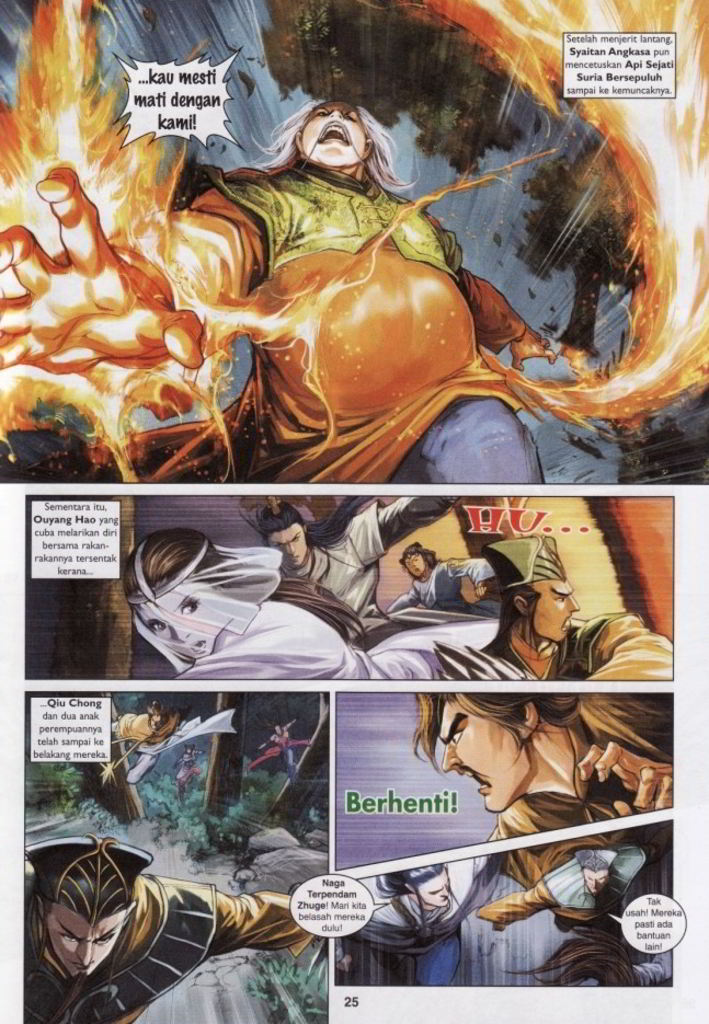 Setelah menjerit lantang,
Syaitan Angkasa pun
mencetuskan Api Sejati
Suria Bersepuluh
sampai ke kemuncaknya.
...kau mesti
mati dengan
kami!
Sementara itu,
Ouyang Hao yang
cuba melarikan diri
bersama rakan-
rakannya tersentak
kerana...
HU...
...Qiu Chong
dan dua anak
perempuannya
telah sampai ke
belakang mereka.
Berhenti!
Naga
Terpendam
Zhuge! Mari kita
belasah mereka
dulu!
Tak
usah! Mereka
pasti ada
bantuan
lain!
25